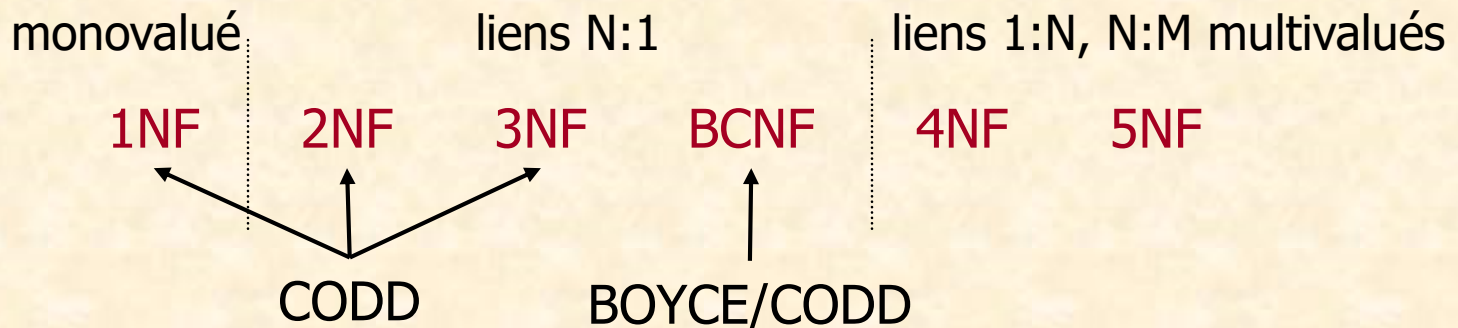 monovalué liens N:1 liens 1:N, N:M multivalués
1NF 2NF 3NF BCNF 4NF 5NF
CODD BOYCE/CODD